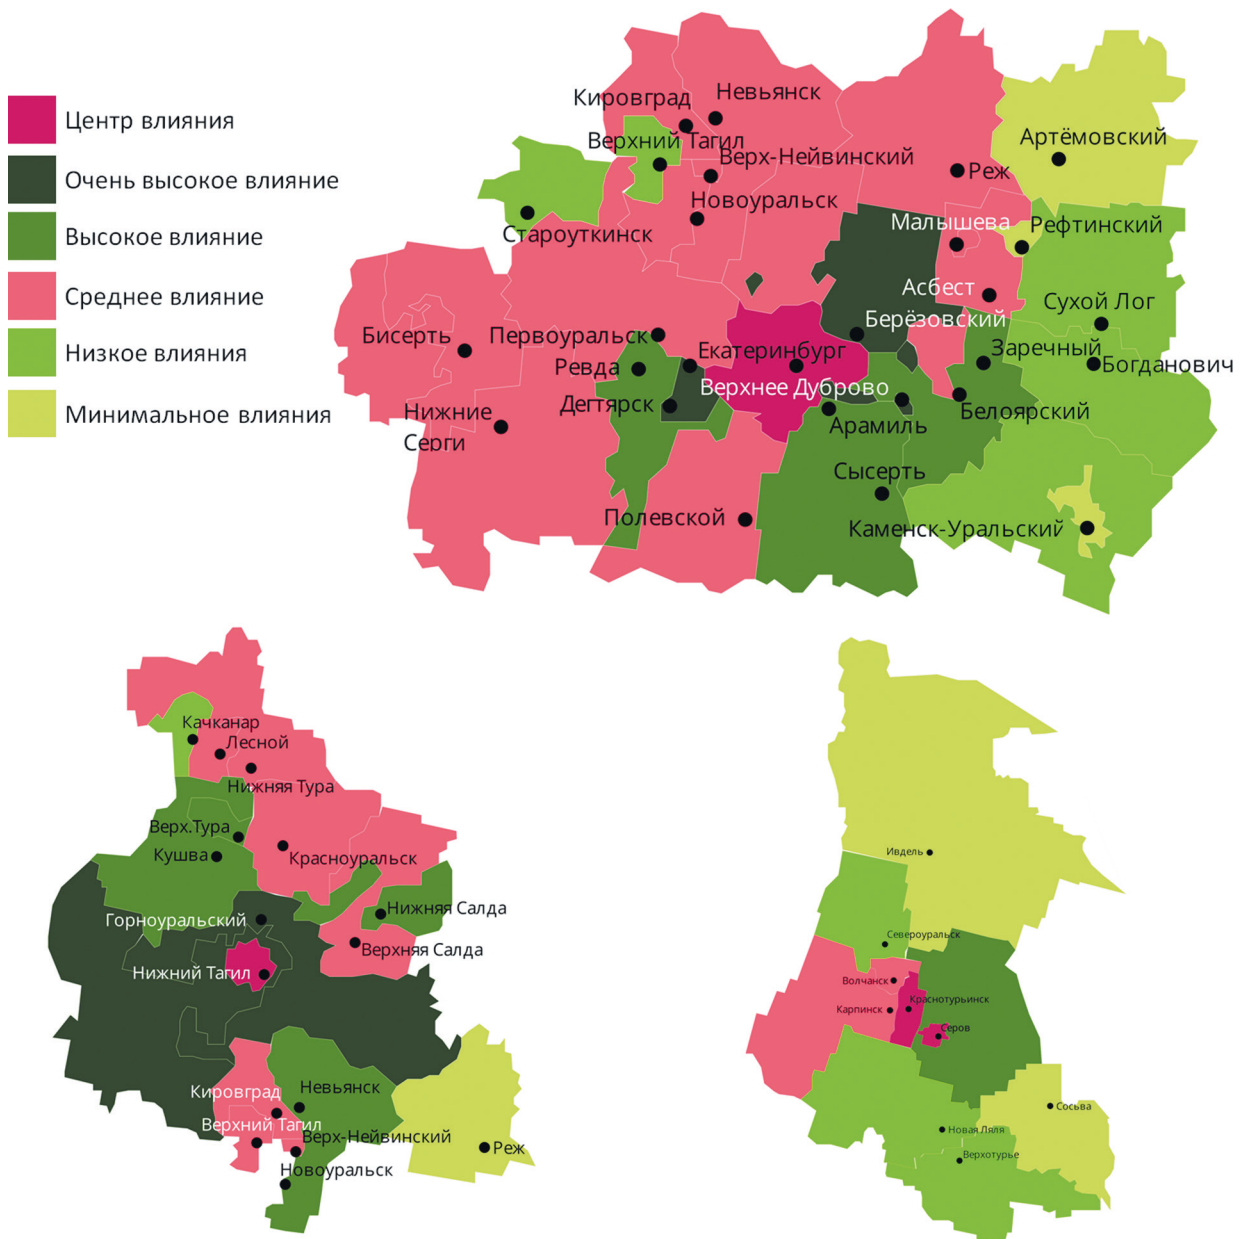 Центр влияния
Очень высокое влияние
Высокое влияния
Среднее влияния
Низкое влияния
Минимальное влияния
Кировград
Невьянск
Верхний Тагил
Верх-Нейвинский
Новоуральск
Староуткинск
Артёмовский
Реж
Малышева
Рефтинский
Асбест
Сухой Лог
Берёзовский
Бисерть
Первоуральск
Ревда
Екатеринбург
Заречный
Богданович
Верхнее Дуброво
Дегтярск
Нижние
Серги
Белоярский
Арамиль
Сысерть
Полевской
Каменск-Уральский
Качканар
Лесной
Нижняя Тура
Верх.Тура
Кушва
Красноуральск
Горноуральский
Нижняя Салда
Верхняя Салда
Нижний Тагил
Кировград
Невьянск
Верхний Тагил
Верх-Нейвинский
Реж
Новоуральск
Ивдель
Североуральск
Волчанск
Краснотурьинск
Карпинск
Серов
Сосьва
Новая Ляля
Верхотурье